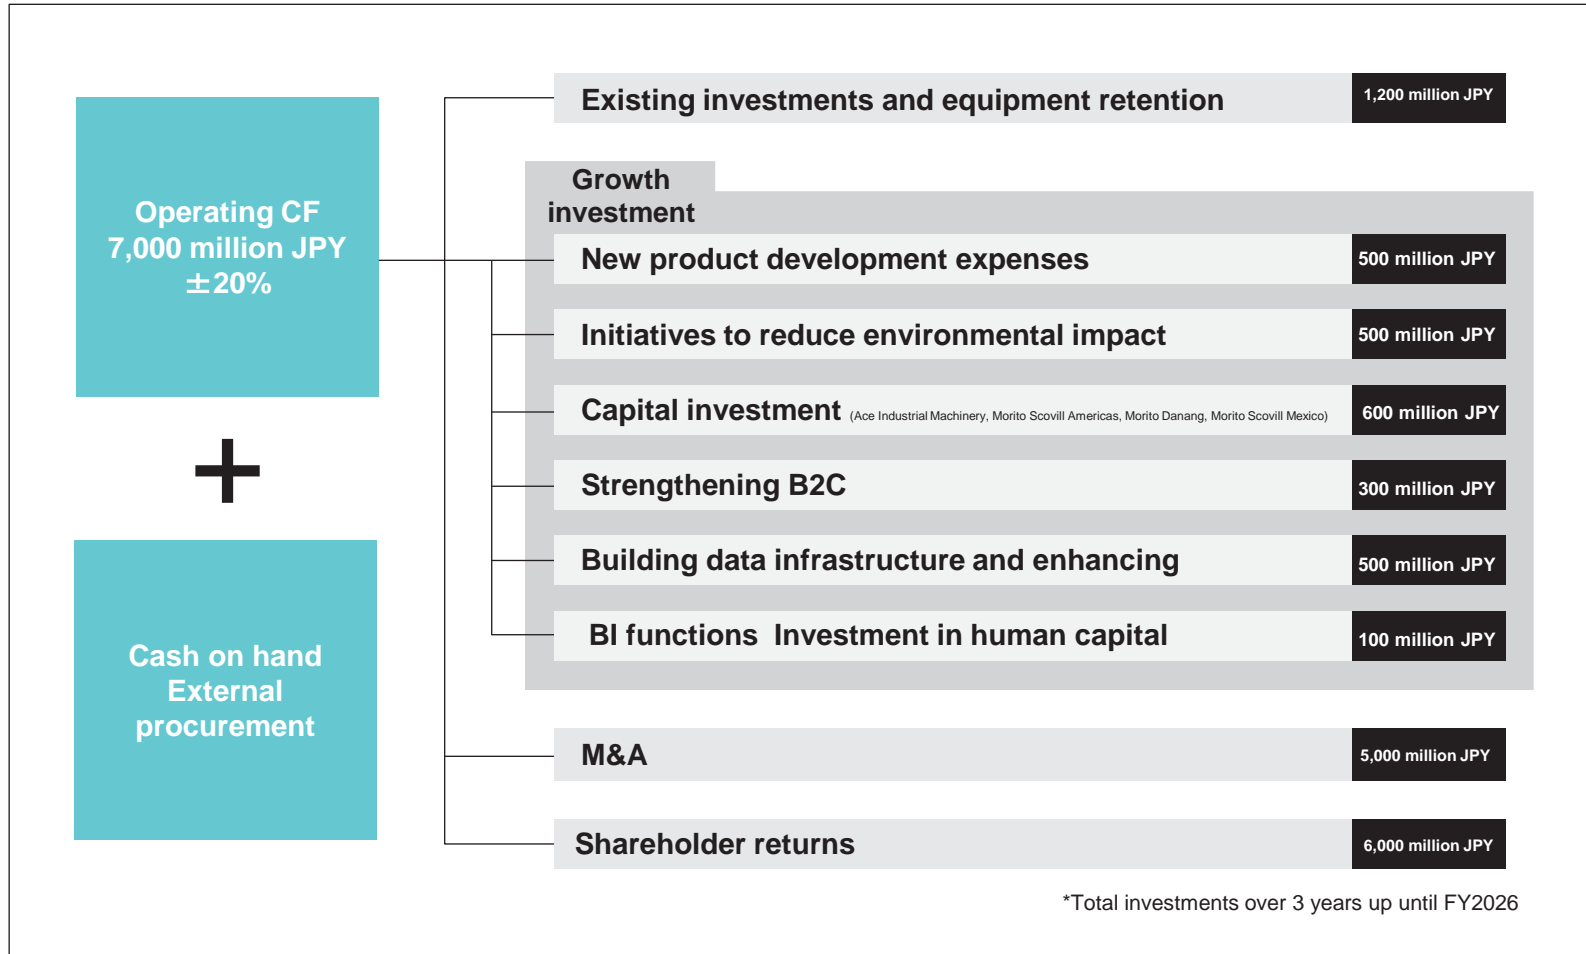 Operating CF
7,000 million JPY
±20%
+
Cash on hand
External
procurement
Existing investments and equipment retention 1,200 million JPY
Growth
investment
New product development expenses 500 million JPY
Initiatives to reduce environmental impact 500 million JPY
Capital investment (Ace Industrial Machinery, Morito Scovill Americas, Morito Danang, Morito Scovill Mexico) 600 million JPY
Strengthening B2C 300 million JPY
Building data infrastructure and enhancing 500 million JPY
BI functions Investment in human capital 100 million JPY
M&A 5,000 million JPY
Shareholder returns 6,000 million JPY
*Total investments over 3 years up until FY2026